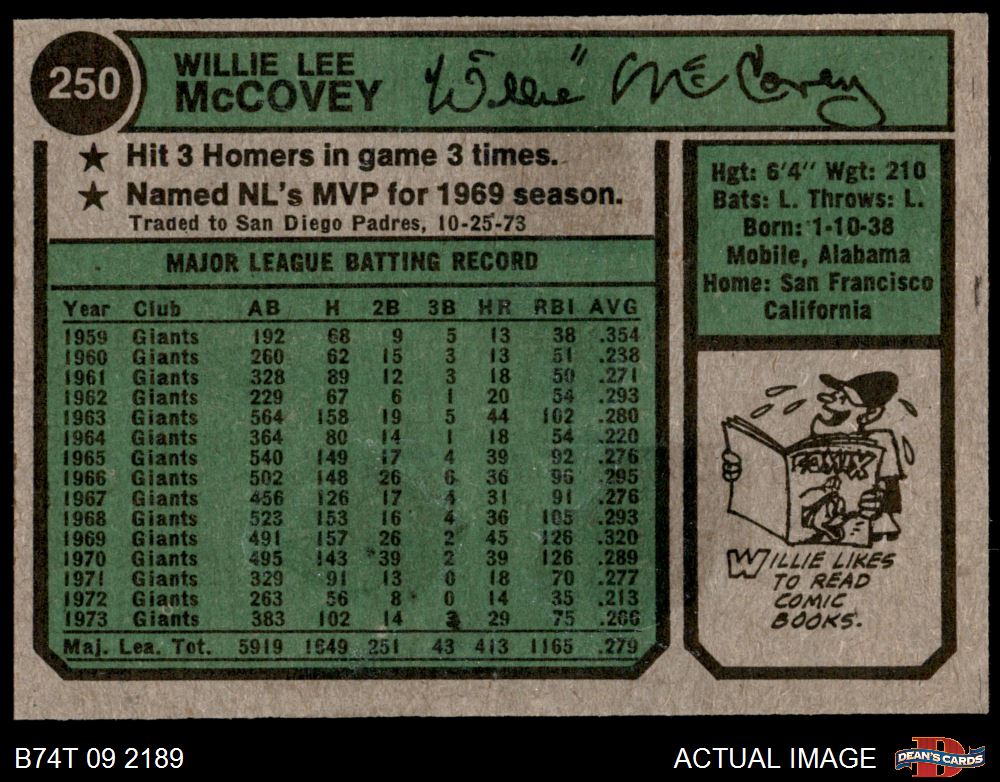 250
WILLIE LEE
McCOVEY
"Willie" McCovey
★ Hit 3 Homers in game 3 times.
★ Named NL's MVP for 1969 season.
Traded to San Diego Padres, 10-25-73
MAJOR LEAGUE BATTING RECORD
Year Club AB H 2B 3B HR RBI AVG
1959 Giants 192 68 9 5 13 38 .354
1960 Giants 260 62 15 3 13 51 .238
1961 Giants 328 89 12 3 18 50 .271
1962 Giants 229 67 6 1 20 54 .293
1963 Giants 564 158 19 5 44 102 .280
1964 Giants 364 80 14 1 18 54 .220
1965 Giants 540 149 17 4 39 92 .276
1966 Giants 502 148 26 6 36 96 .295
1967 Giants 456 126 17 4 31 91 .276
1968 Giants 523 153 16 4 36 105 .293
1969 Giants 491 157 26 2 45 126 .320
1970 Giants 495 143 *39 2 39 126 .289
1971 Giants 329 91 13 0 18 70 .277
1972 Giants 263 56 8 0 14 35 .213
1973 Giants 383 102 14 3 29 75 .266
Maj. Lea. Tot. 5919 1649 251 43 413 1165 .279
Hgt: 6'4" Wgt: 210
Bats: L. Throws: L.
Born: 1-10-38
Mobile, Alabama
Home: San Francisco
California
WILLIE LIKES
TO READ
COMIC
BOOKS.
B74T 09 2189
ACTUAL IMAGE
D
DEAN'S CARDS